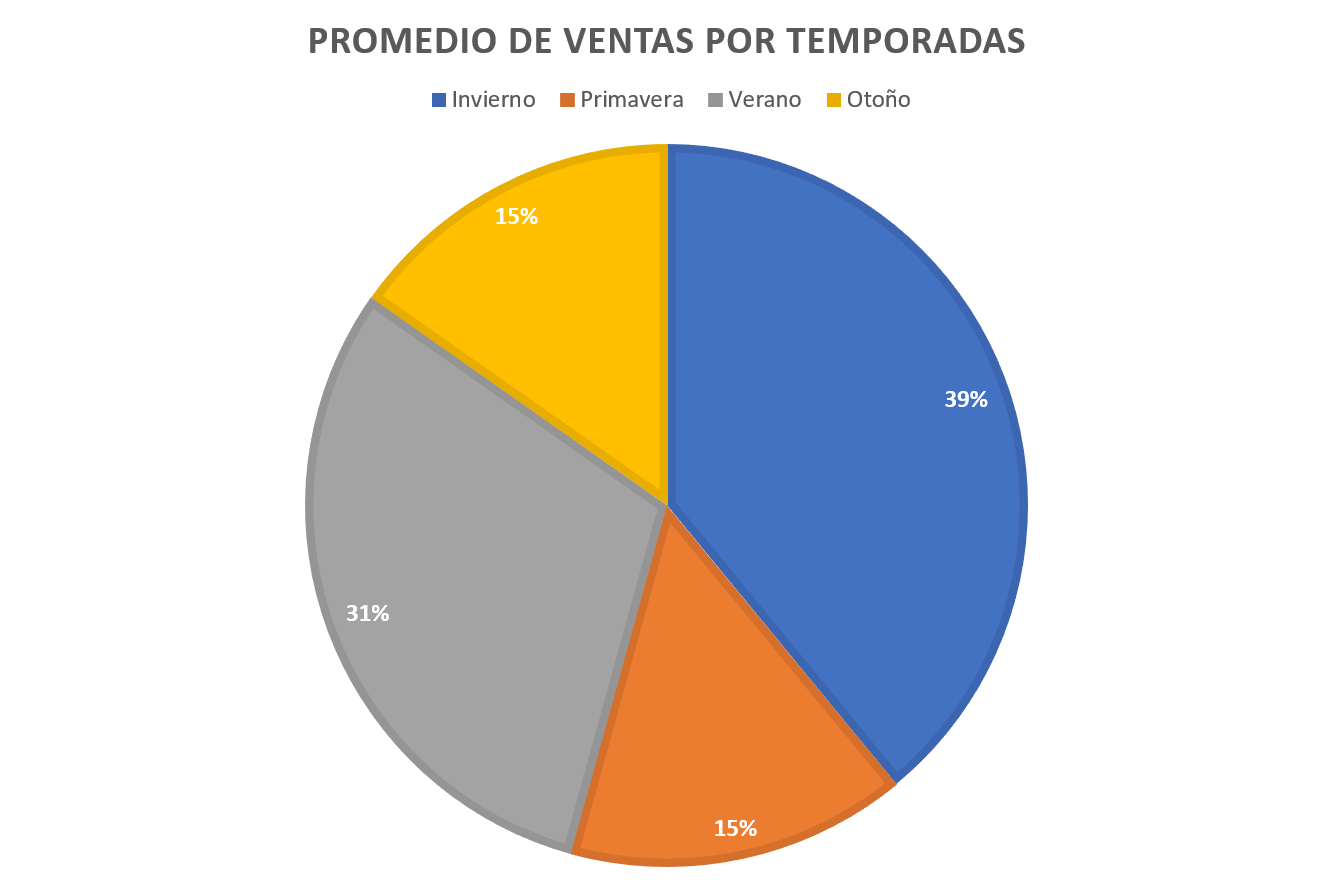 PROMEDIO DE VENTAS POR TEMPORADAS
Invierno Primavera Verano Otoño
15%
39%
31%
15%